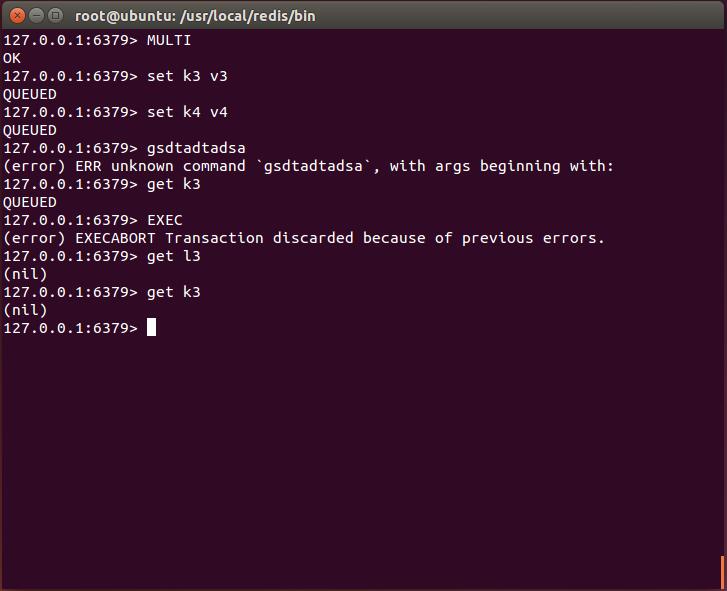 root@ubuntu: /usr/local/redis/bin
127.0.0.1:6379> MULTI
OK
127.0.0.1:6379> set k3 v3
QUEUED
127.0.0.1:6379> set k4 v4
QUEUED
127.0.0.1:6379> gsdtadtadsa
(error) ERR unknown command `gsdtadtadsa`, with args beginning with:
127.0.0.1:6379> get k3
QUEUED
127.0.0.1:6379> EXEC
(error) EXECABORT Transaction discarded because of previous errors.
127.0.0.1:6379> get l3
(nil)
127.0.0.1:6379> get k3
(nil)
127.0.0.1:6379>